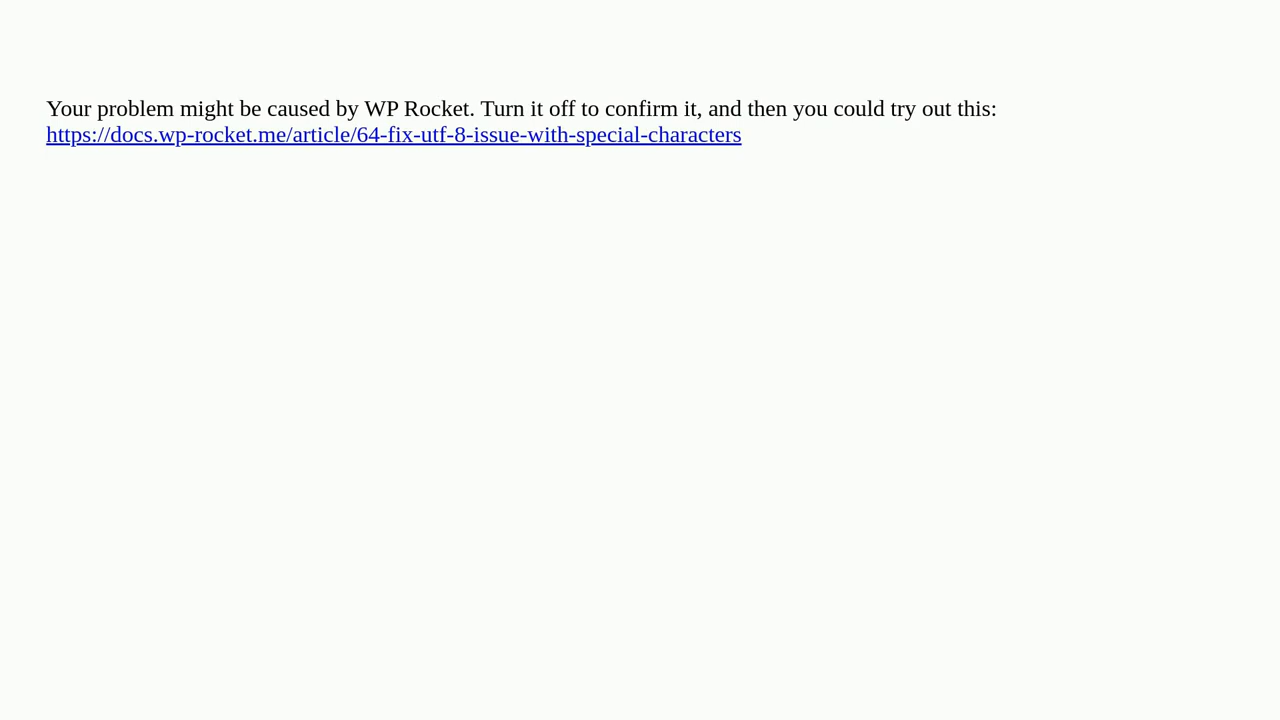 Your problem might be caused by WP Rocket. Turn it off to confirm it, and then you could try out this:
https://docs.wp-rocket.me/article/64-fix-utf-8-issue-with-special-characters